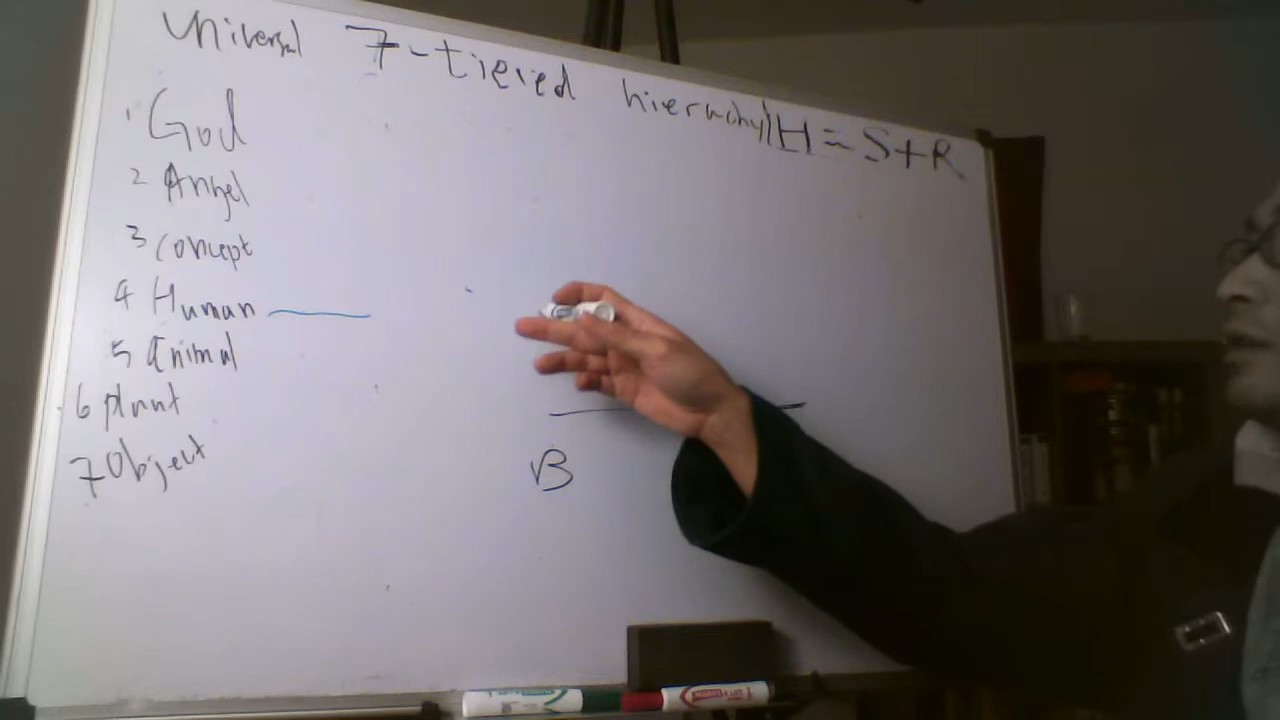 universal 7-tiered hierarchy H = S+R
1 God
2 Angel
3 concept
4 Human
5 Animal
6 plant
7 Object
B